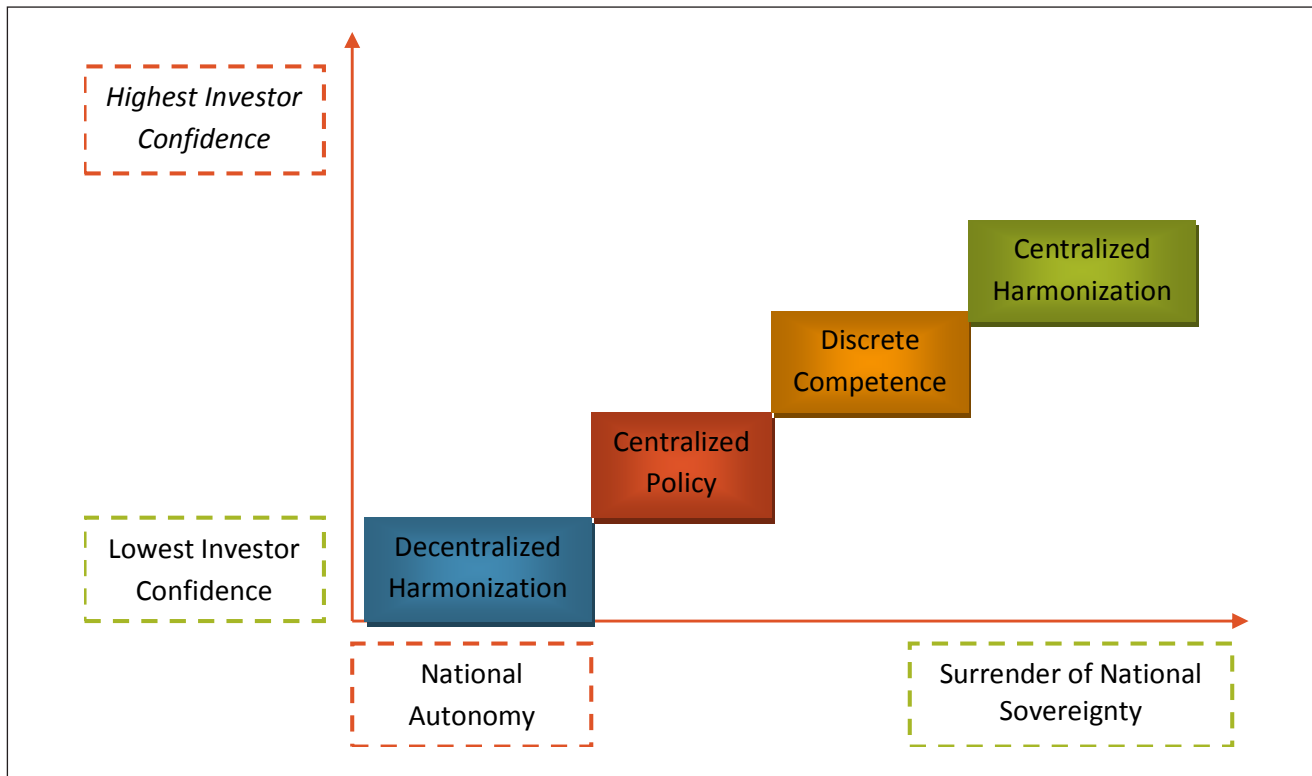 Highest Investor
Confidence
Centralized
Harmonization
Discrete
Competence
Centralized
Policy
Lowest Investor
Confidence
Decentralized
Harmonization
National
Autonomy
Surrender of National
Sovereignty